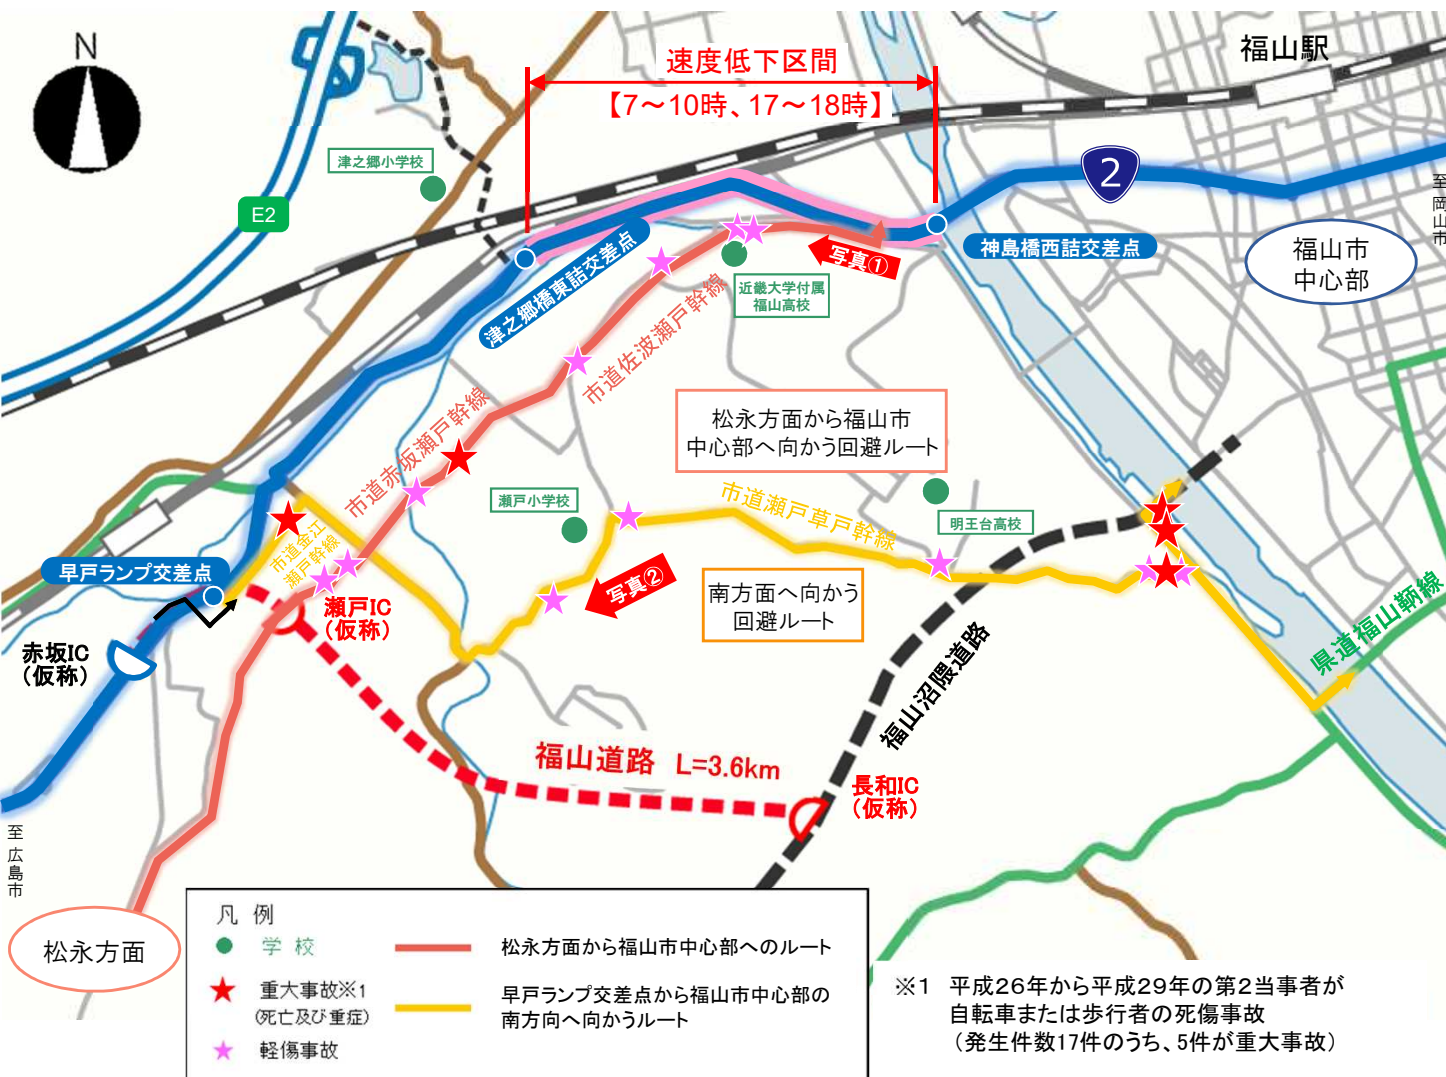 N
福山駅
速度低下区間
【7～10時、17～18時】
2
至岡山市
津之郷小学校
E2
神島橋西詰交差点
福山市
中心部
津之郷橋東詰交差点
写真①
近畿大学付属
福山高校
市道佐波瀬戸幹線
市道赤坂瀬戸幹線
松永方面から福山市
中心部へ向かう回避ルート
瀬戸小学校
市道瀬戸草戸幹線
明王台高校
市道金江
瀬戸幹線
早戸ランプ交差点
写真②
南方面へ向かう
回避ルート
瀬戸IC
（仮称）
赤坂IC
（仮称）
福山沼隈道路
県道福山鞆線
福山道路 L=3.6km
長和IC
（仮称）
至広島市
松永方面
凡 例
学 校
松永方面から福山市中心部へのルート
重大事故※1
(死亡及び重症)
早戸ランプ交差点から福山市中心部の
南方向へ向かうルート
軽傷事故
※1 平成26年から平成29年の第2当事者が
自転車または歩行者の死傷事故
（発生件数17件のうち、5件が重大事故）